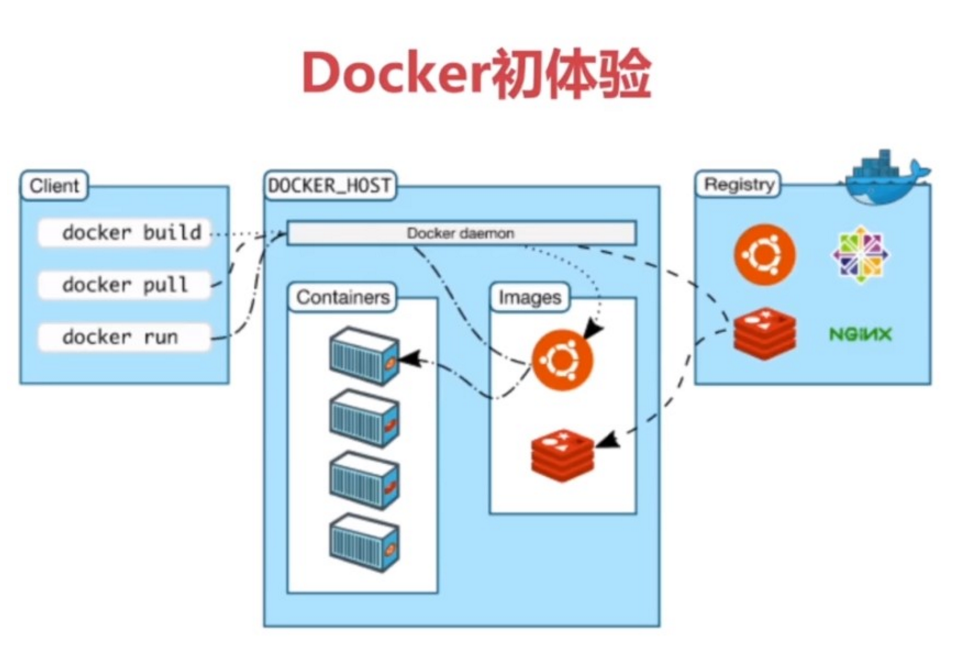 Docker初体验
Client
docker build
docker pull
docker run
DOCKER_HOST
Docker daemon
Containers
Images
Registry
NGINX